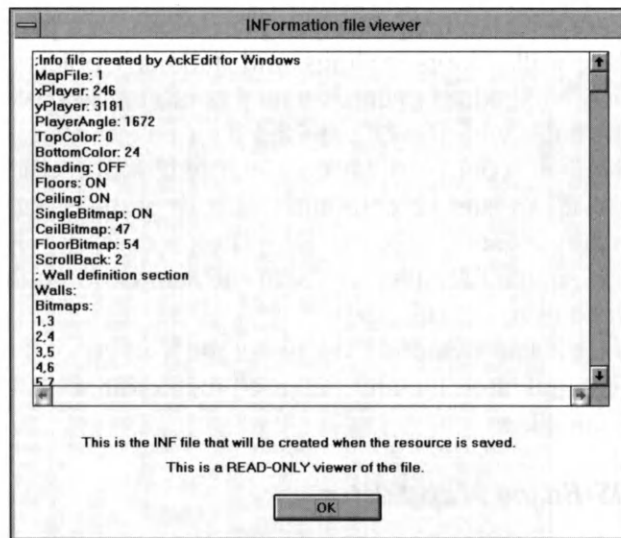 INFormation file viewer
;Info file created by AckEdit for Windows
MapFile: 1
xPlayer: 246
yPlayer: 3181
PlayerAngle: 1672
TopColor: 0
BottomColor: 24
Shading: OFF
Floors: ON
Ceiling: ON
SingleBitmap: ON
CeilBitmap: 47
FloorBitmap: 54
ScrollBack: 2
; Wall definition section
Walls:
Bitmaps:
1,3
2,4
3,5
4,6
5,7
This is the INF file that will be created when the resource is saved.
This is a READ-ONLY viewer of the file.
OK